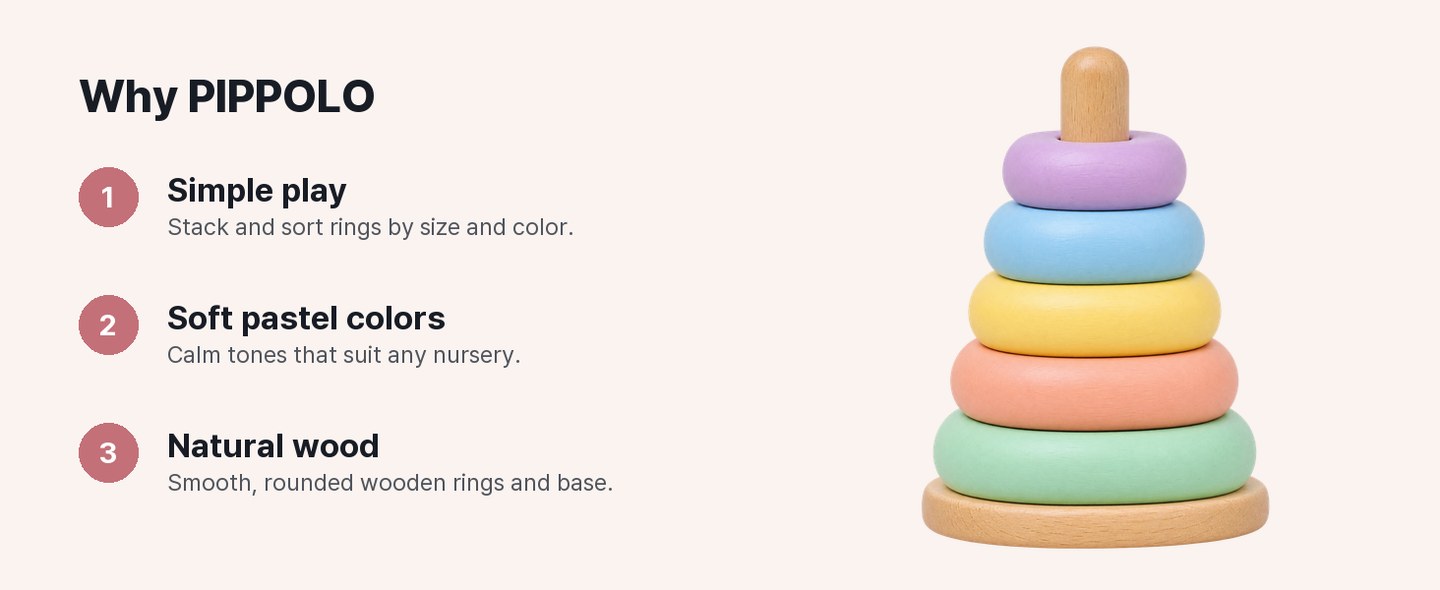 Why PIPPOLO
1
Simple play
Stack and sort rings by size and color.
2
Soft pastel colors
Calm tones that suit any nursery.
3
Natural wood
Smooth, rounded wooden rings and base.